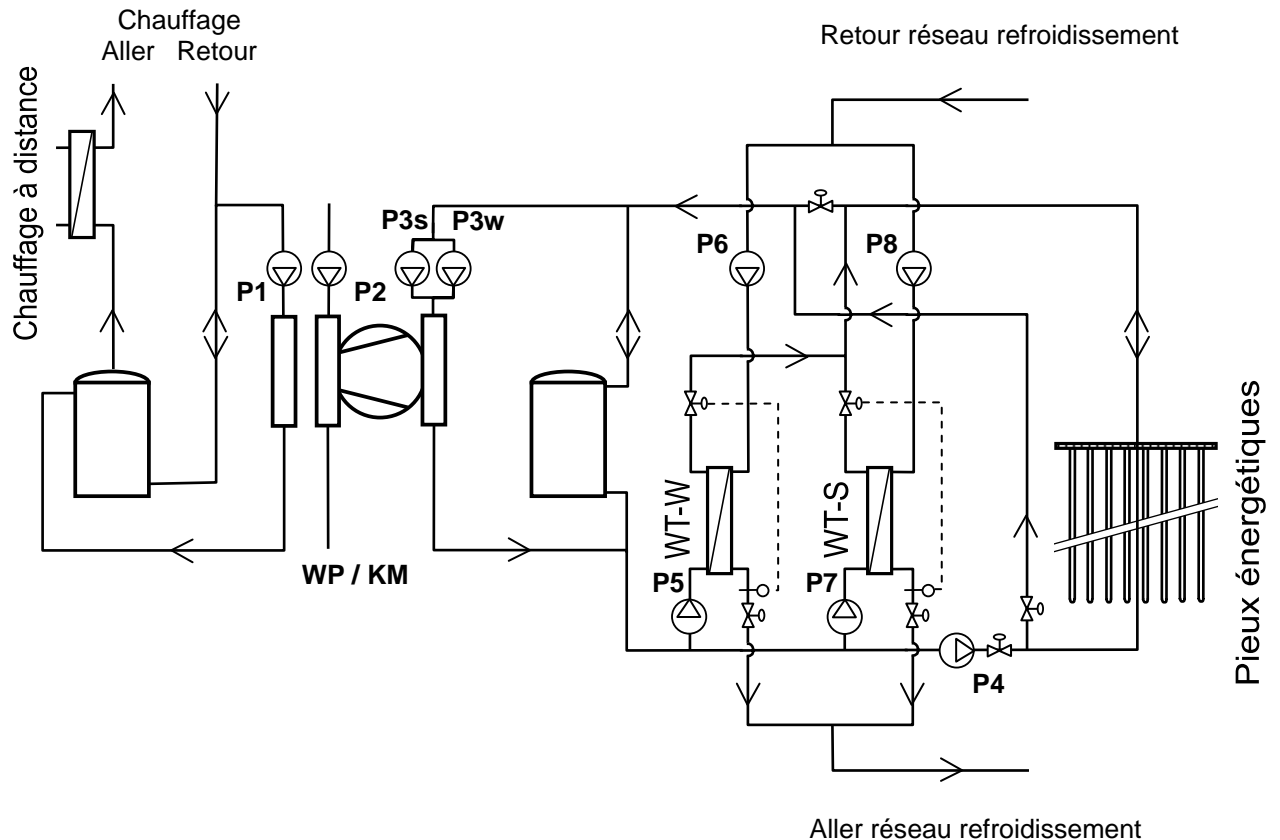 Chauffage
Aller Retour
Retour réseau refroidissement
Chauffage à distance
P3s P3w
P1
P2
P6
P8
WT-W
WT-S
P5
P7
P4
WP / KM
Pieux énergétiques
Aller réseau refroidissement